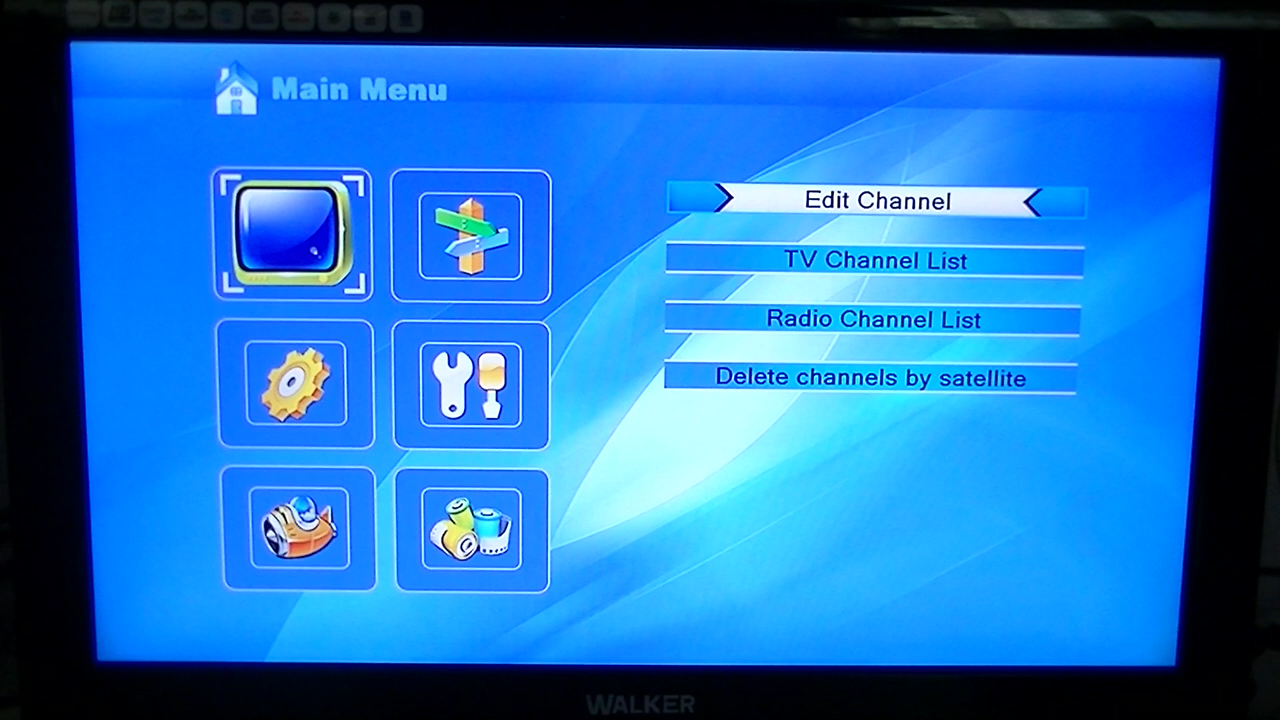 Main Menu
Edit Channel
TV Channel List
Radio Channel List
Delete channels by satellite
WALKER